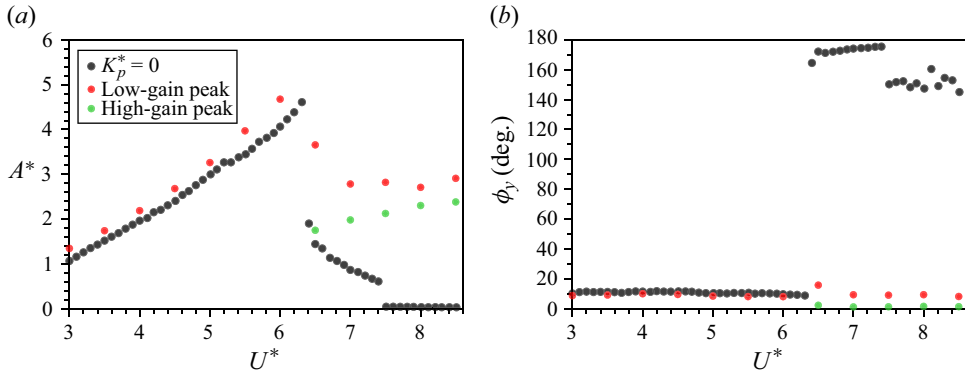 (a)
(b)
6
5
4
3
2
1
0
A*
K*p = 0
Low-gain peak
High-gain peak
3 4 5 6 7 8
U*
180
160
140
120
100
80
60
40
20
0
ϕy (deg.)
3 4 5 6 7 8
U*